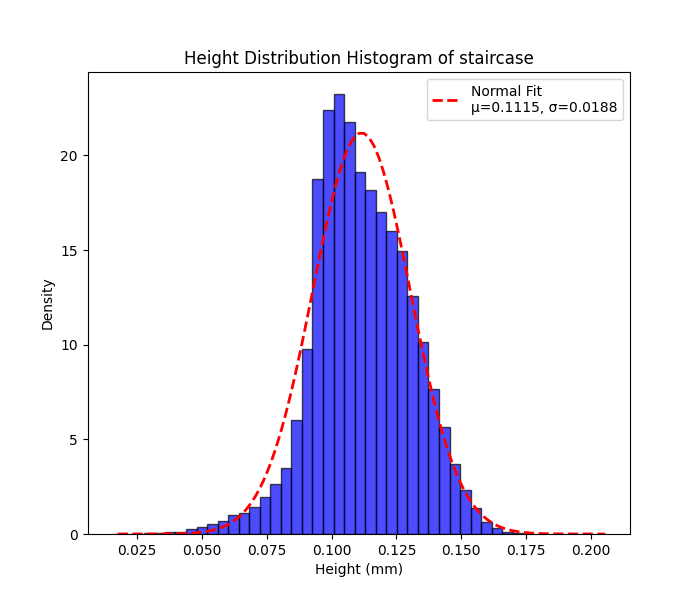 Height Distribution Histogram of staircase
Normal Fit
μ=0.1115, σ=0.0188
20
15
10
5
0
Density
0.025 0.050 0.075 0.100 0.125 0.150 0.175 0.200
Height (mm)